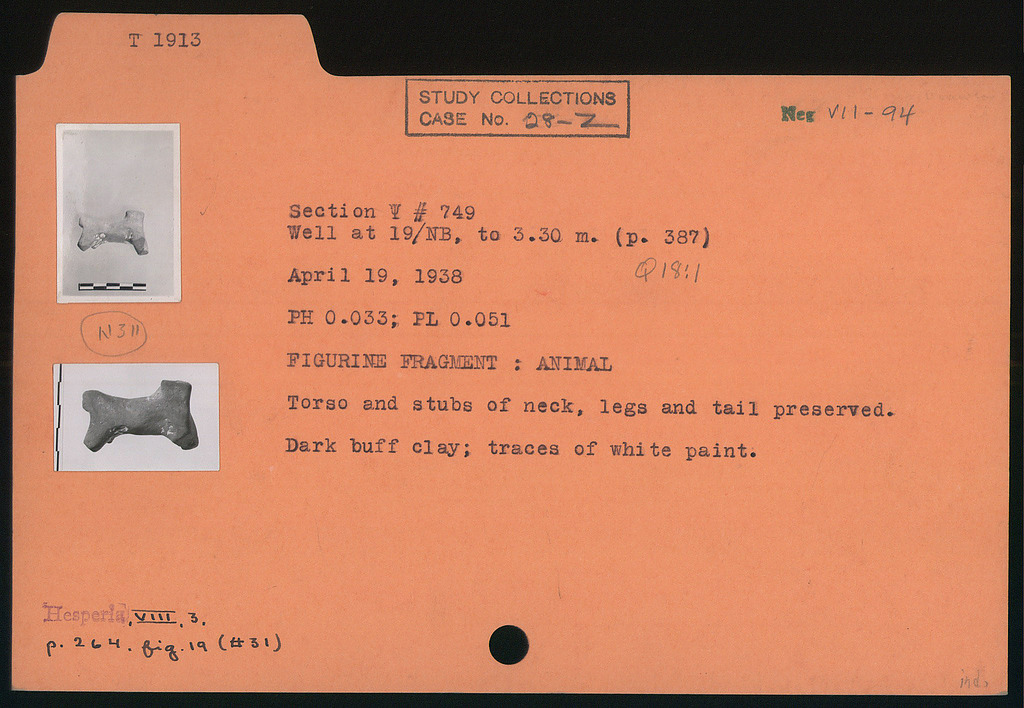 T 1913
STUDY COLLECTIONS
CASE No. 28-Z
Neg VII-94
Section Ψ # 749
Well at 19/NB, to 3.30 m. (p. 387)
Q18:1
April 19, 1938
PH 0.033; PL 0.051
N311
FIGURINE FRAGMENT : ANIMAL
Torso and stubs of neck, legs and tail preserved.
Dark buff clay; traces of white paint.
Hesperia, VIII, 3,
p. 264. fig. 19 (#31)